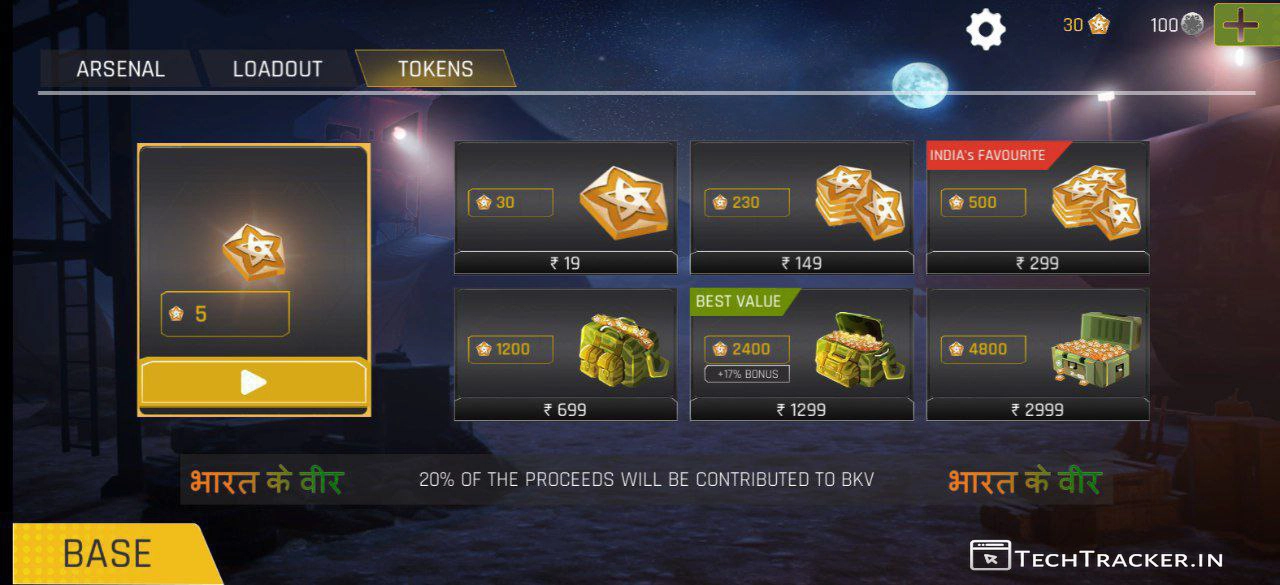 30
100
ARSENAL
LOADOUT
TOKENS
5
30
₹ 19
230
₹ 149
INDIA's FAVOURITE
500
₹ 299
1200
₹ 699
BEST VALUE
2400
+17% BONUS
₹ 1299
4800
₹ 2999
भारत के वीर
20% OF THE PROCEEDS WILL BE CONTRIBUTED TO BKV
भारत के वीर
BASE
TECHTRACKER.IN